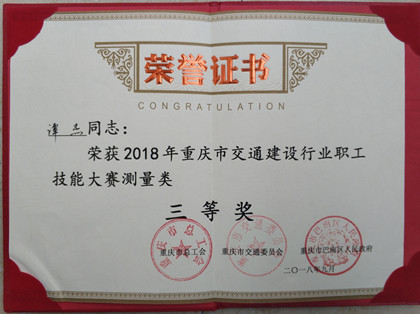 荣誉证书
CONGRATULATION
谭杰同志：
荣获2018年重庆市交通建设行业职工
技能大赛测量类
三等奖
重庆市总工会 重庆市交通委员会 重庆市巴南区人民政府
二〇一八年九月